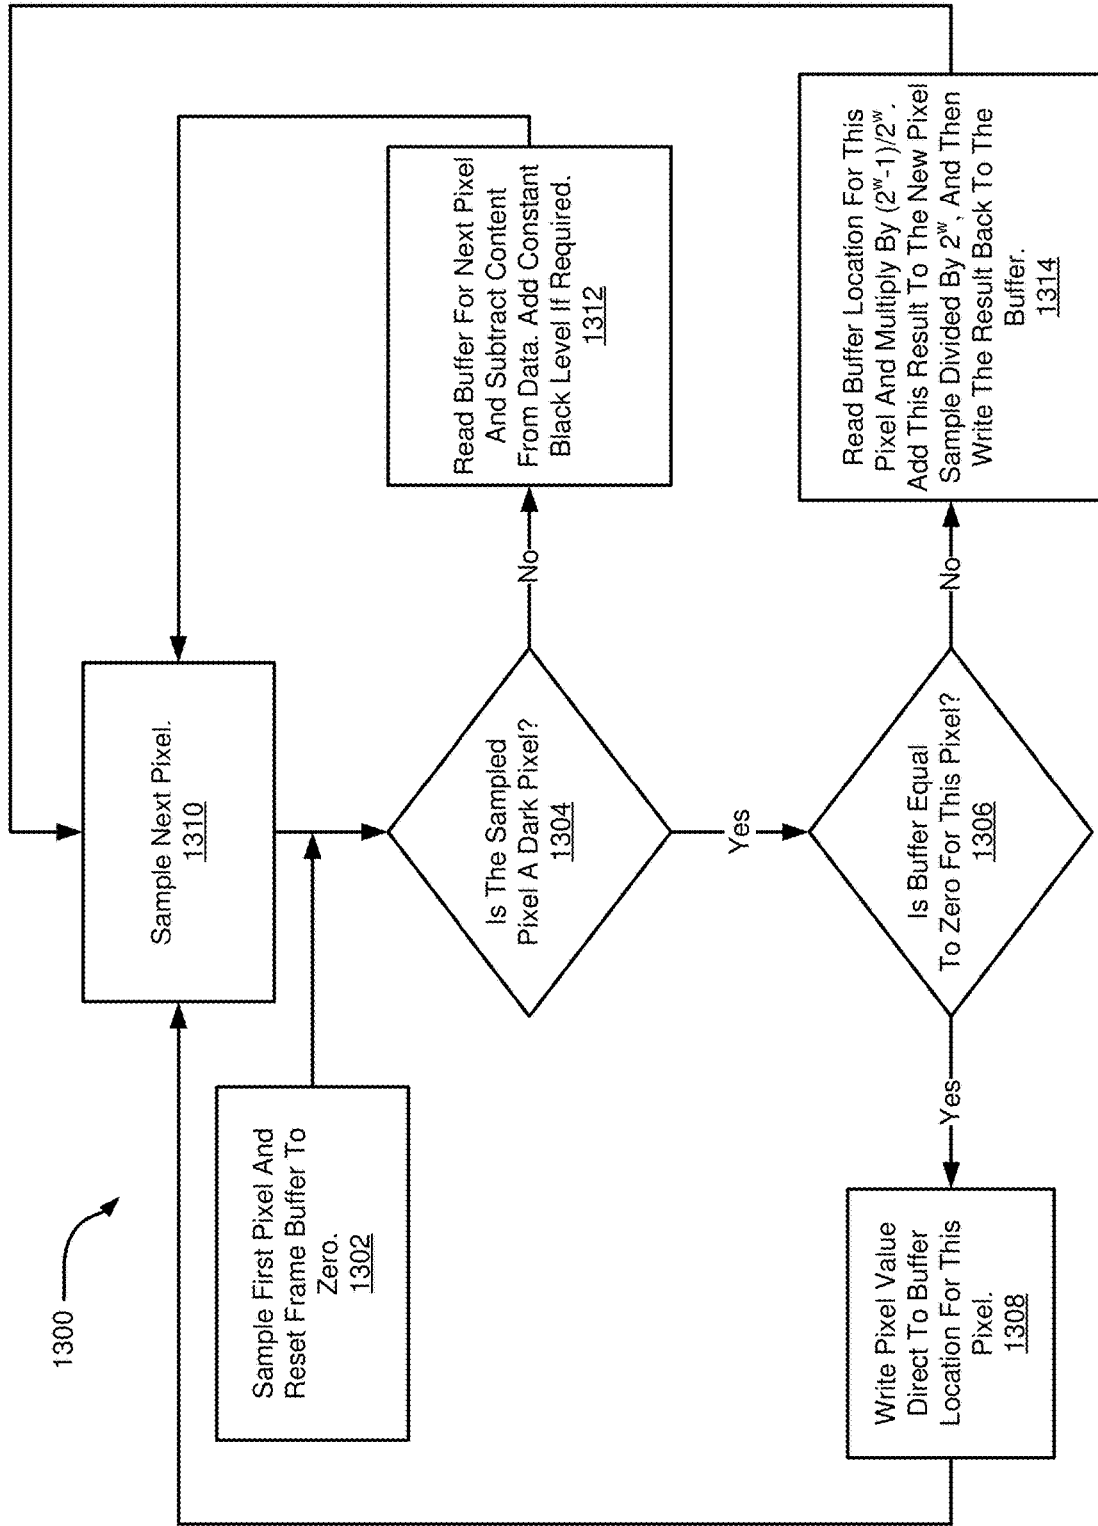 1300
Sample First Pixel And
Reset Frame Buffer To
Zero.
1302
Sample Next Pixel.
1310
Is The Sampled
Pixel A Dark Pixel?
1304
No
Read Buffer For Next Pixel
And Subtract Content
From Data. Add Constant
Black Level If Required.
1312
Yes
Is Buffer Equal
To Zero For This Pixel?
1306
Yes
Write Pixel Value
Direct To Buffer
Location For This
Pixel.
1308
No
Read Buffer Location For This
Pixel And Multiply By (2ʷ-1)/2ʷ.
Add This Result To The New Pixel
Sample Divided By 2ʷ, And Then
Write The Result Back To The
Buffer.
1314